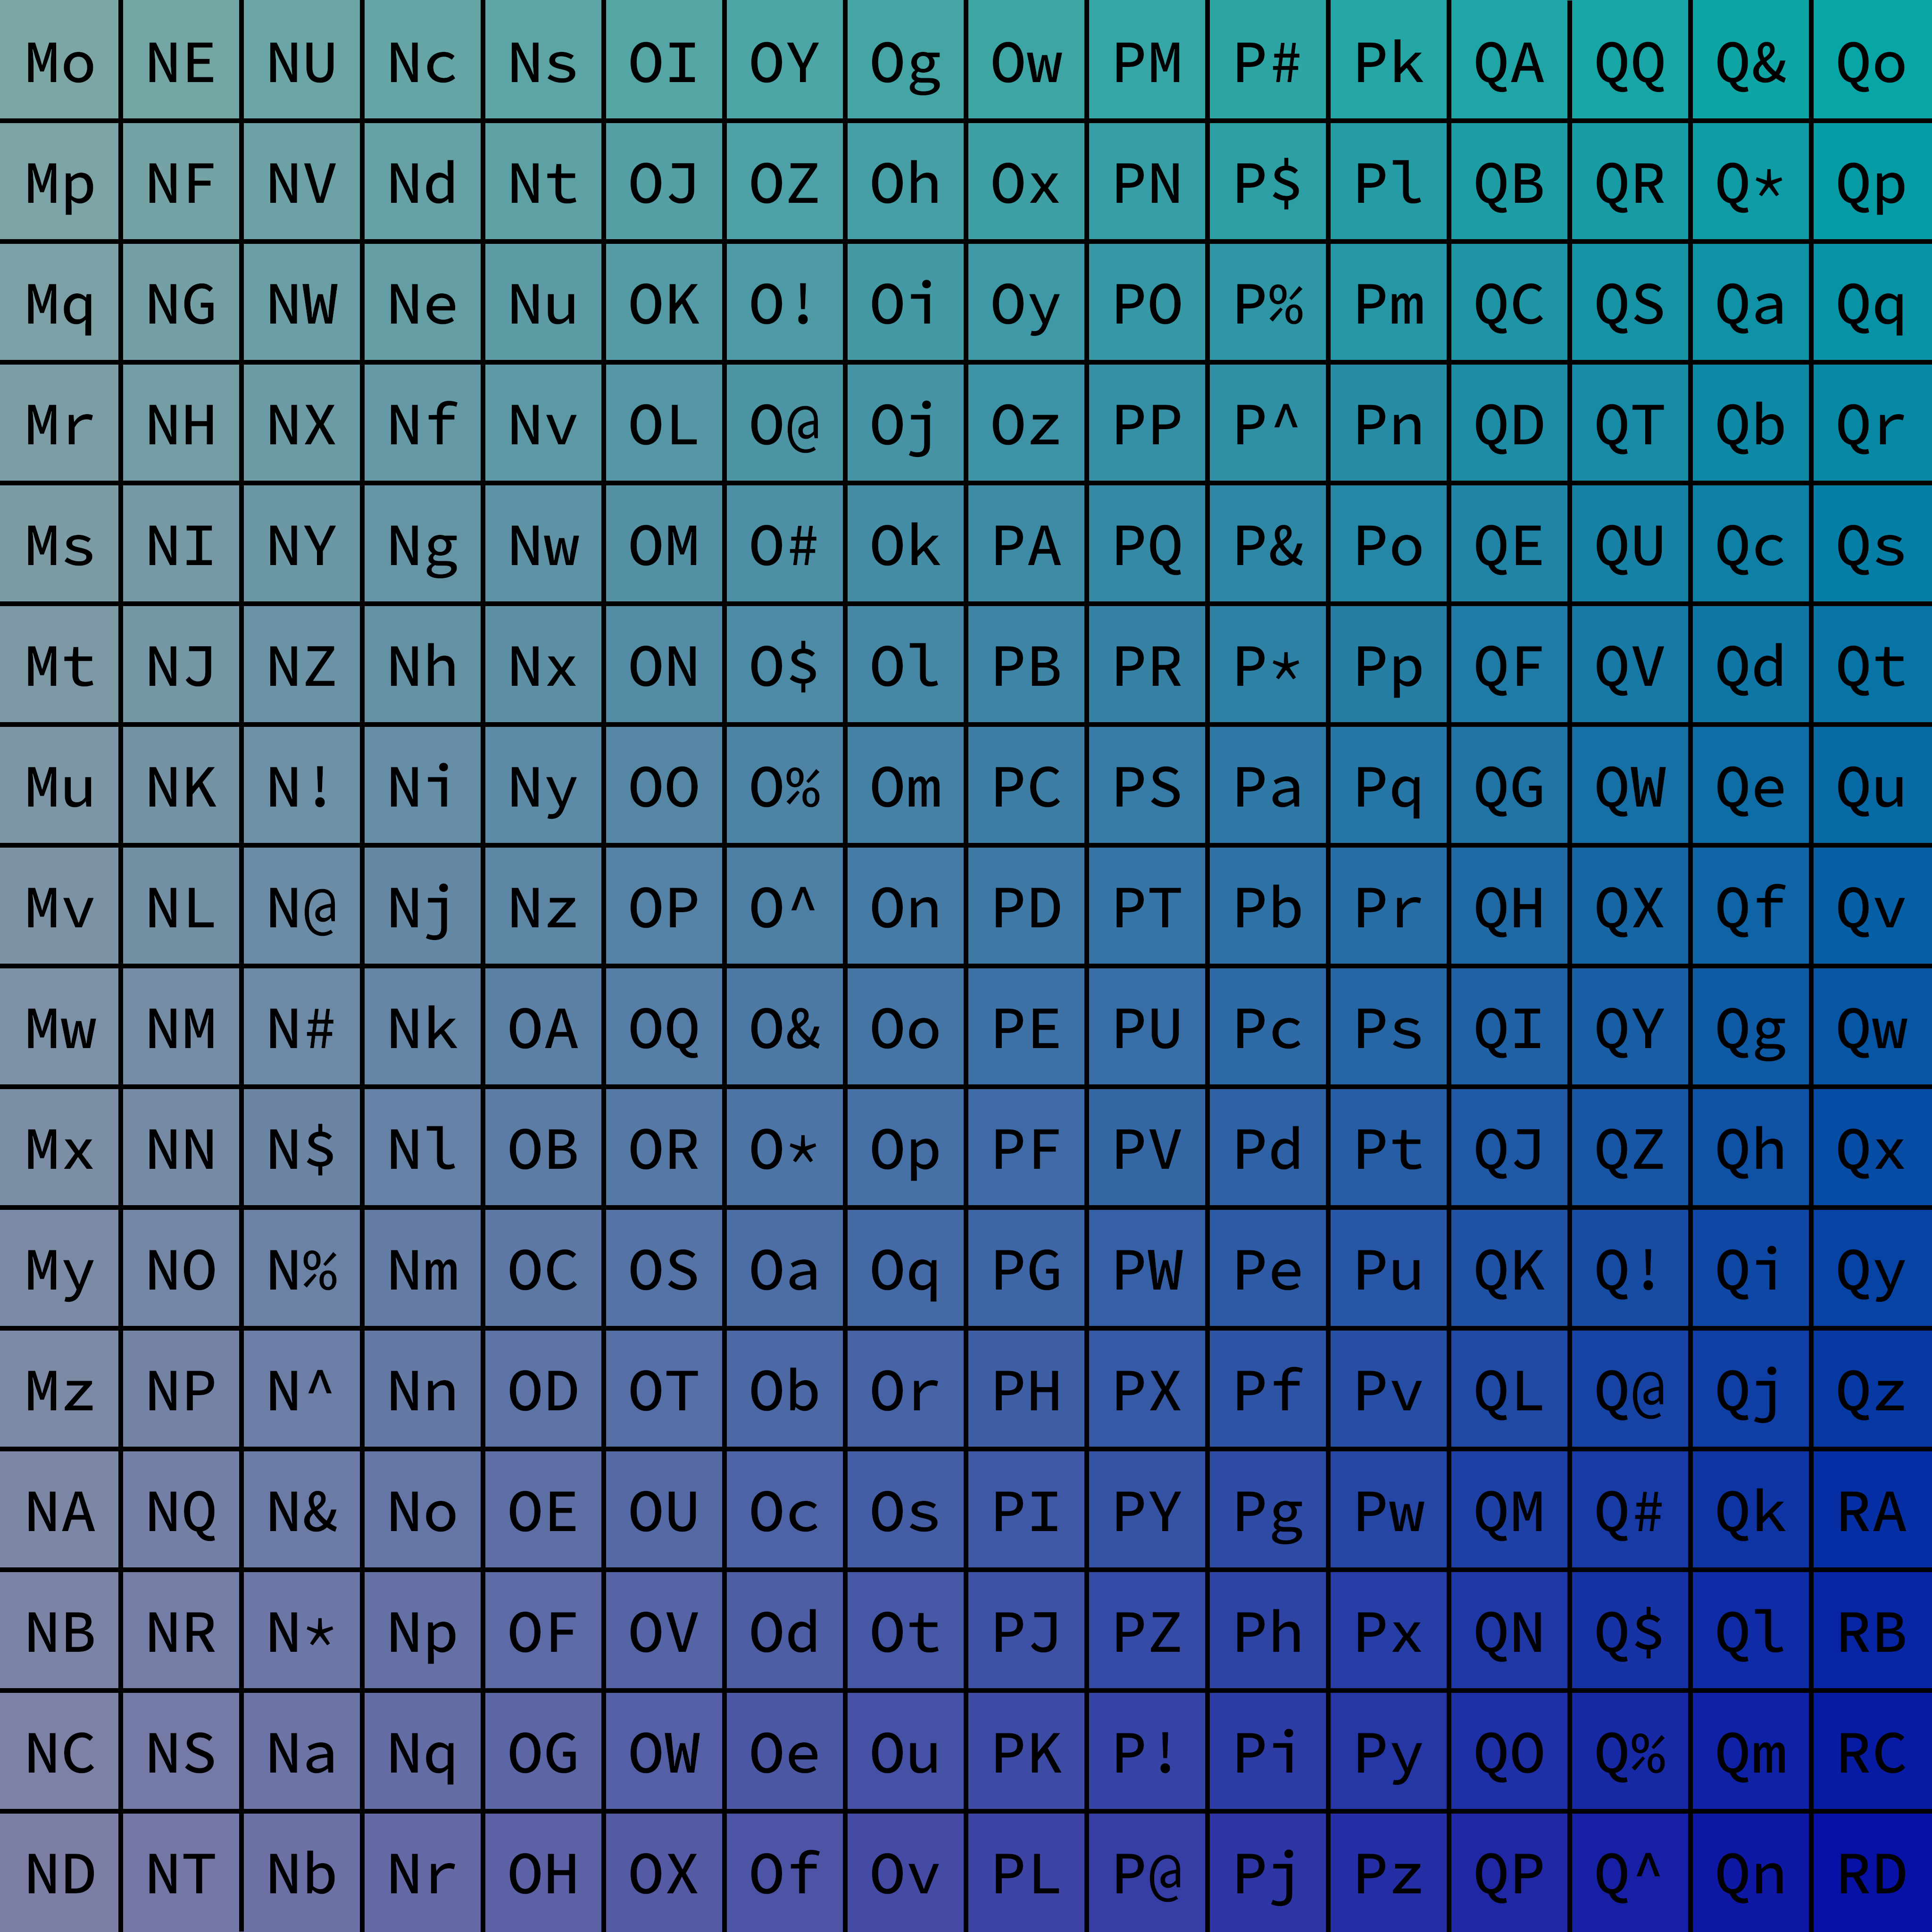 Mo NE NU Nc Ns OI OY Og Ow PM P# Pk QA QQ Q& Qo
Mp NF NV Nd Nt OJ OZ Oh Ox PN P$ Pl QB QR Q* Qp
Mq NG NW Ne Nu OK O! Oi Oy PO P% Pm QC QS Qa Qq
Mr NH NX Nf Nv OL O@ Oj Oz PP P^ Pn QD QT Qb Qr
Ms NI NY Ng Nw OM O# Ok PA PQ P& Po QE QU Qc Qs
Mt NJ NZ Nh Nx ON O$ Ol PB PR P* Pp QF QV Qd Qt
Mu NK N! Ni Ny OO O% Om PC PS Pa Pq QG QW Qe Qu
Mv NL N@ Nj Nz OP O^ On PD PT Pb Pr QH QX Qf Qv
Mw NM N# Nk OA OQ O& Oo PE PU Pc Ps QI QY Qg Qw
Mx NN N$ Nl OB OR O* Op PF PV Pd Pt QJ QZ Qh Qx
My NO N% Nm OC OS Oa Oq PG PW Pe Pu QK Q! Qi Qy
Mz NP N^ Nn OD OT Ob Or PH PX Pf Pv QL Q@ Qj Qz
NA NQ N& No OE OU Oc Os PI PY Pg Pw QM Q# Qk RA
NB NR N* Np OF OV Od Ot PJ PZ Ph Px QN Q$ Ql RB
NC NS Na Nq OG OW Oe Ou PK P! Pi Py QO Q% Qm RC
ND NT Nb Nr OH OX Of Ov PL P@ Pj Pz QP Q^ Qn RD